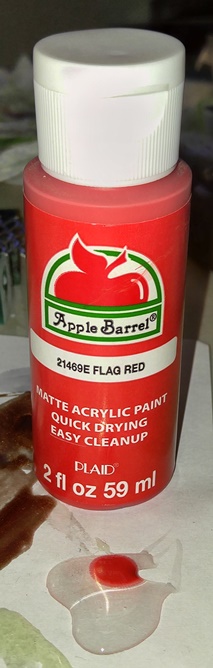 Apple Barrel®
21469E FLAG RED
MATTE ACRYLIC PAINT
QUICK DRYING
EASY CLEANUP
PLAID®
2 fl oz 59 ml